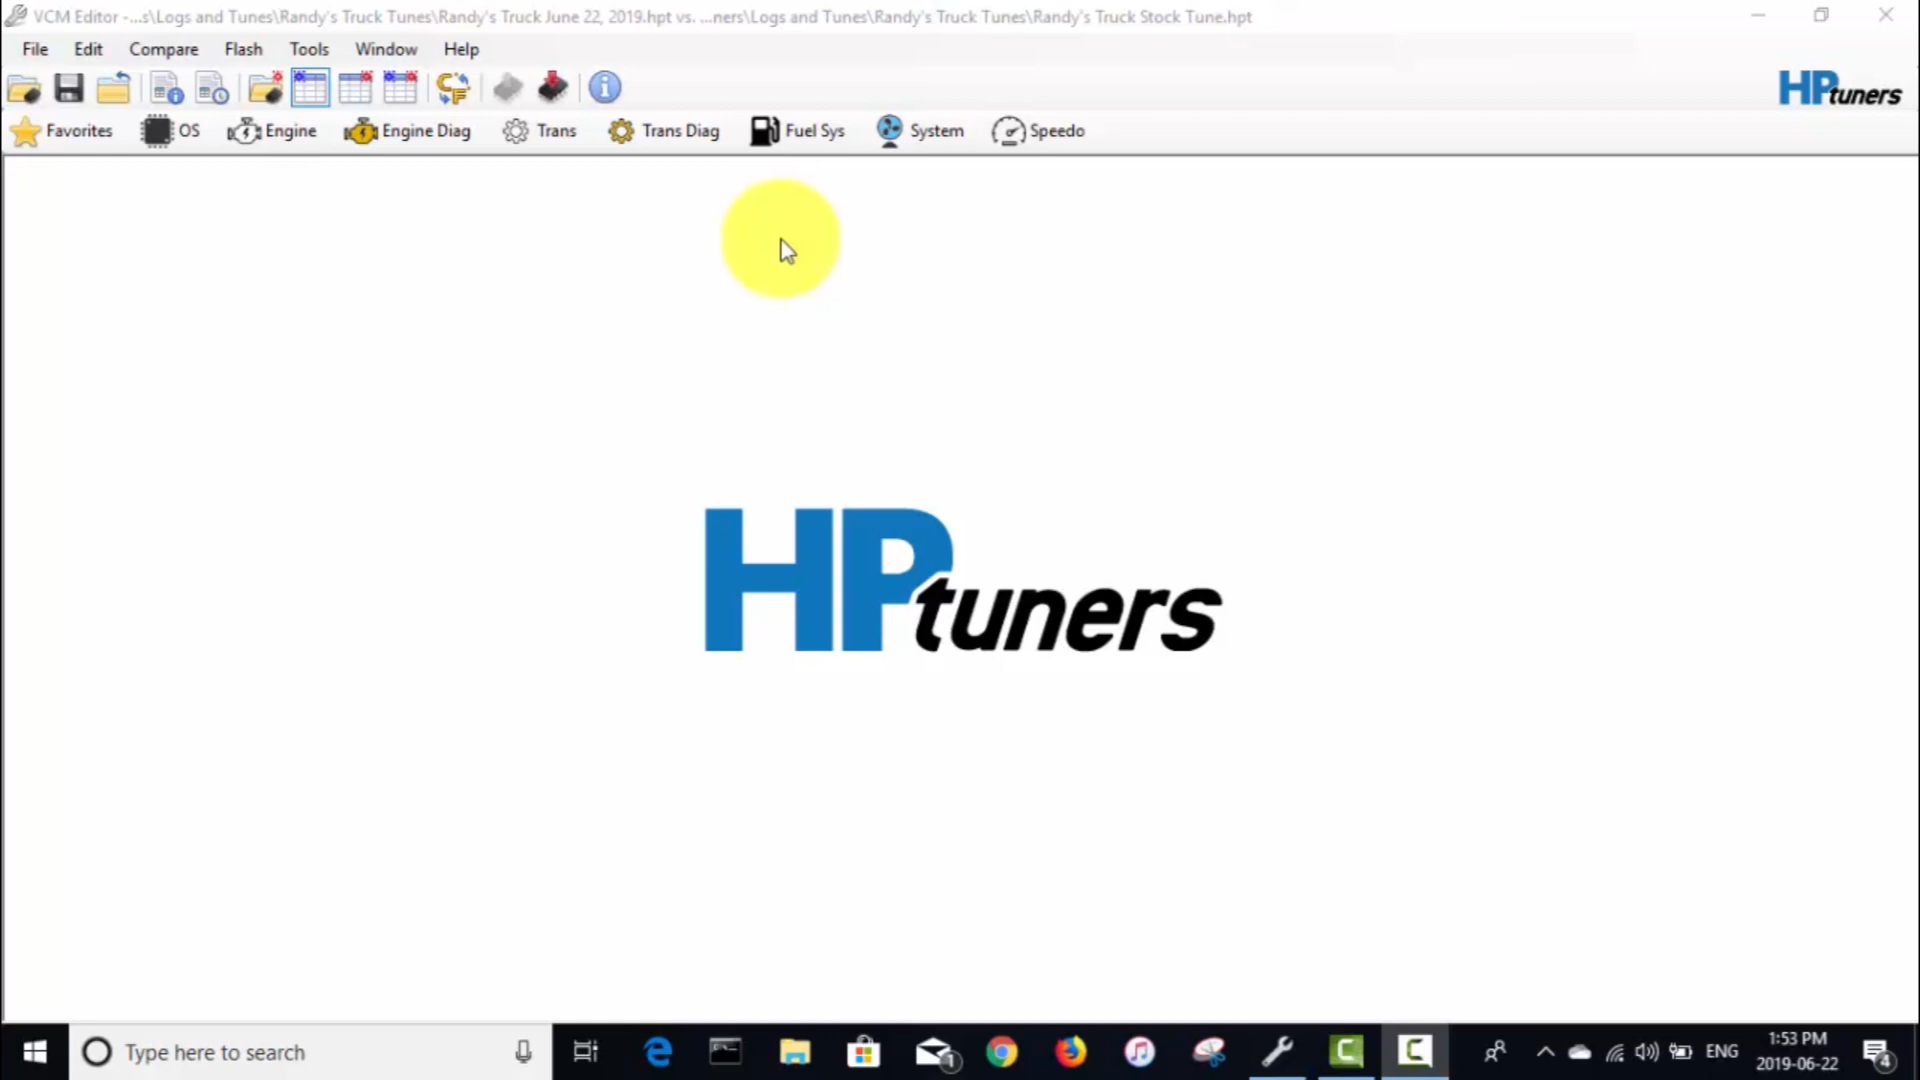 VCM Editor -...s\Logs and Tunes\Randy's Truck Tunes\Randy's Truck June 22, 2019.hpt vs. ...ners\Logs and Tunes\Randy's Truck Tunes\Randy's Truck Stock Tune.hpt
File Edit Compare Flash Tools Window Help
HPtuners
Favorites OS Engine Engine Diag Trans Trans Diag Fuel Sys System Speedo
HPtuners
Type here to search
1
ENG
1:53 PM
2019-06-22
4